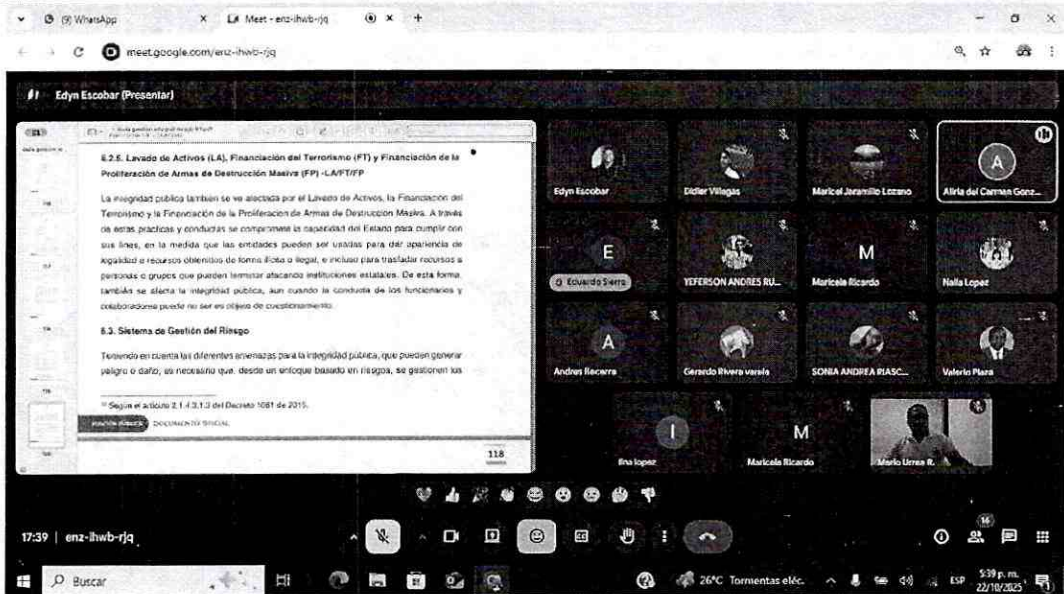 (9) WhatsApp
Meet - enz-ihwb-rjq
meet.google.com/enz-ihwb-rjq
Edyn Escobar (Presentar)
6.2.5. Lavado de Activos (LA), Financiación del Terrorismo (FT) y Financiación de la
Proliferación de Armas de Destrucción Masiva (FP) -LA/FT/FP
La integridad pública también se ve afectada por el Lavado de Activos, la Financiación del
Terrorismo y la Financiación de la Proliferación de Armas de Destrucción Masiva. A través
de estas prácticas y conductas se compromete la capacidad del Estado para cumplir con
sus fines, en la medida que las entidades pueden ser usadas para dar apariencia de
legalidad a recursos obtenidos de forma ilícita o ilegal, e incluso para trasladar recursos a
personas o grupos que pueden terminar atacando instituciones estatales. De esta forma,
también se afecta la integridad pública, aun cuando la conducta de los funcionarios y
colaboradores puede no ser es objeto de cuestionamiento.
6.3. Sistema de Gestión del Riesgo
Teniendo en cuenta las diferentes amenazas para la integridad pública, que pueden generar
peligro o daño, es necesario que, desde un enfoque basado en riesgos, se gestionen los
Según el artículo 2.1.4.3.1.3 del Decreto 1081 de 2015.
FUNCIÓN PÚBLICA DOCUMENTO OFICIAL
118
Edyn Escobar
Didier Villegas
Maricel Jaramillo Lozano
A
Aliria del Carmen Gonz...
E
Eduardo Sierra
YEFERSON ANDRES RU...
M
Maricela Ricardo
Naila Lopez
A
Andres Becerra
Gerardo Rivera varela
SONIA ANDREA RIASC...
Valerio Plaza
I
Ilna lopez
M
Maricela Ricardo
Mario Urrea R.
17:39 | enz-ihwb-rjq
16
Buscar
26°C Tormentas eléc.
ESP
5:39 p. m.
22/10/2025